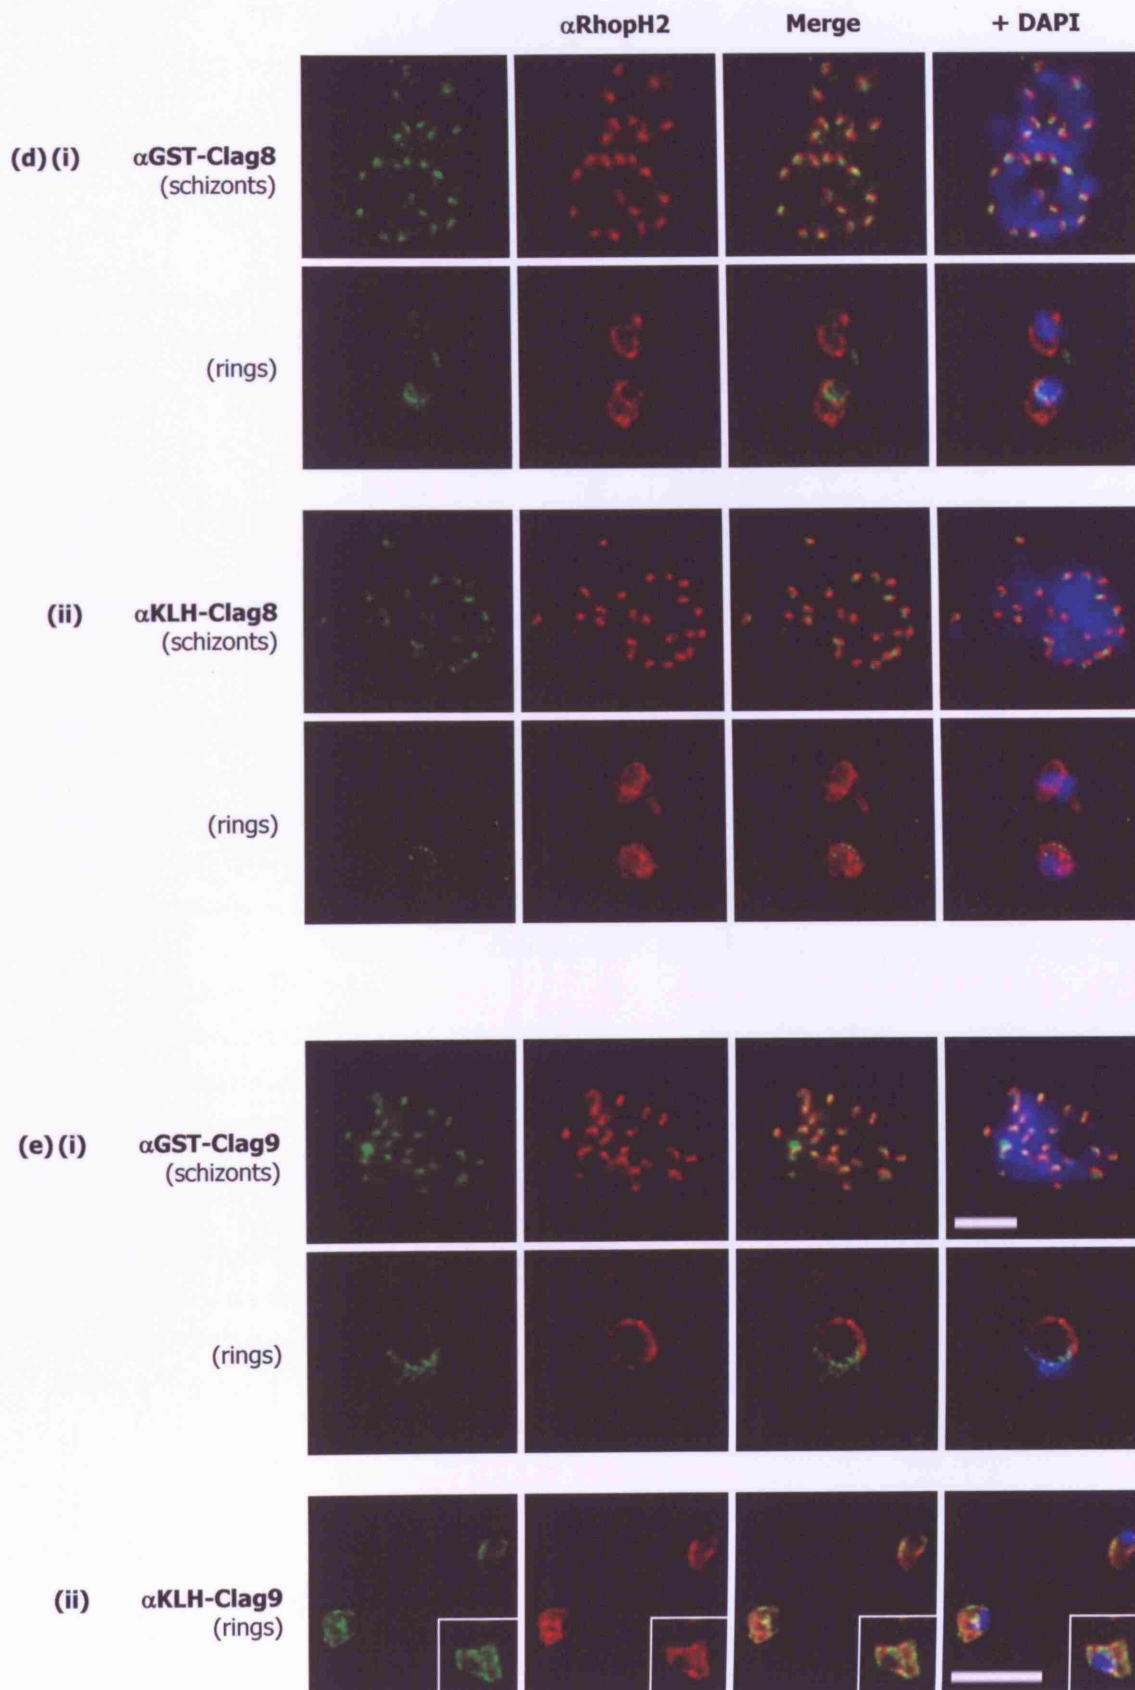 αRhopH2 Merge + DAPI
(d) (i) αGST-Clag8
(schizonts)
(rings)
(ii) αKLH-Clag8
(schizonts)
(rings)
(e) (i) αGST-Clag9
(schizonts)
(rings)
(ii) αKLH-Clag9
(rings)